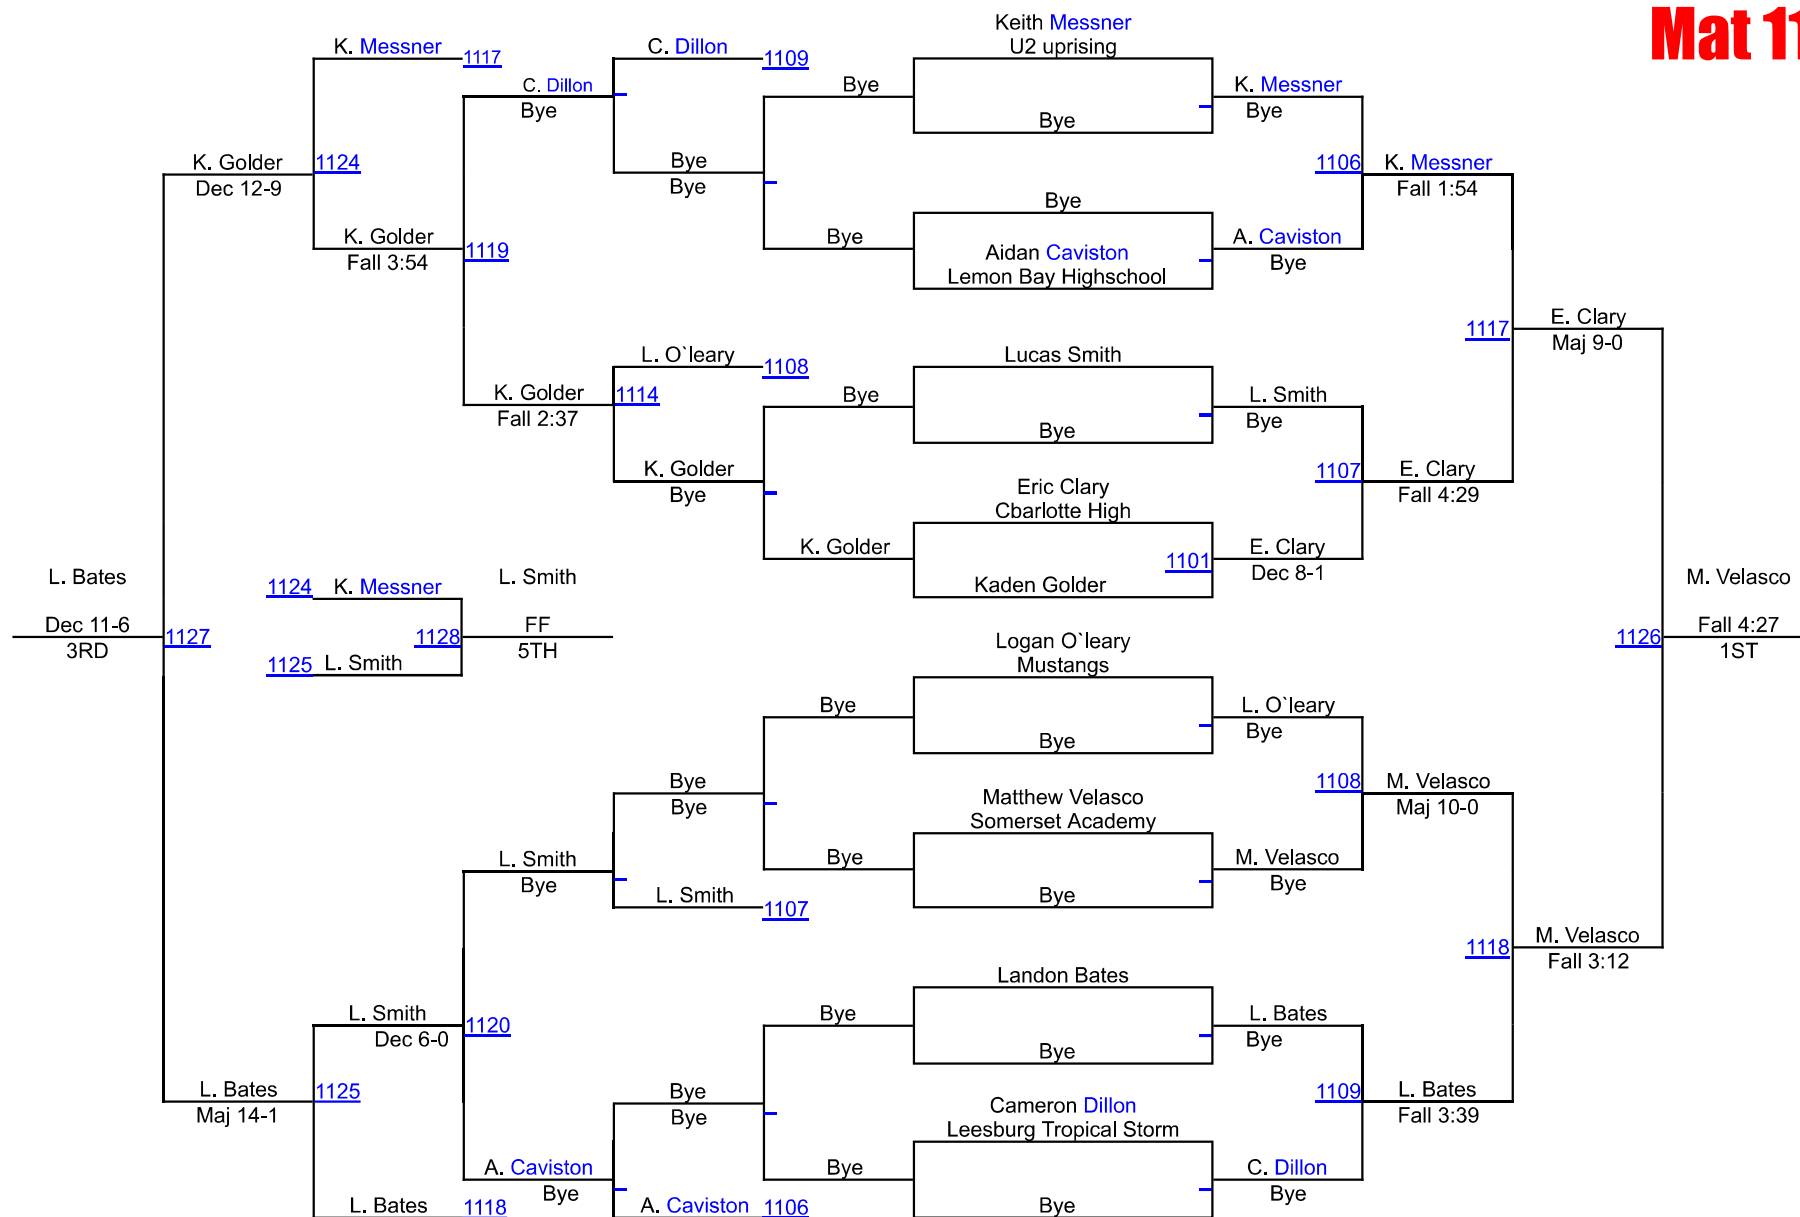 Mat 11
Keith Messner
U2 uprising
K. Messner
1117
C. Dillon
1109
C. Dillon
Bye
Bye
Bye
K. Messner
Bye
K. Golder
Dec 12-9
1124
Bye
Bye
1106
K. Messner
Fall 1:54
Bye
K. Golder
Fall 3:54
1119
Bye
Aidan Caviston
Lemon Bay Highschool
A. Caviston
Bye
1117
E. Clary
Maj 9-0
L. O`leary
1108
Lucas Smith
K. Golder
Fall 2:37
1114
Bye
Bye
L. Smith
Bye
K. Golder
Bye
1107
E. Clary
Fall 4:29
Eric Clary
Cbarlotte High
K. Golder
1101
E. Clary
Dec 8-1
Kaden Golder
L. Bates
Dec 11-6
3RD
1127
1124
K. Messner
1125
L. Smith
1128
L. Smith
FF
5TH
M. Velasco
Fall 4:27
1ST
1126
Logan O`leary
Mustangs
Bye
Bye
L. O`leary
Bye
Bye
Bye
1108
M. Velasco
Maj 10-0
Matthew Velasco
Somerset Academy
L. Smith
Bye
Bye
Bye
M. Velasco
Bye
L. Smith
1107
1118
M. Velasco
Fall 3:12
Landon Bates
L. Smith
Dec 6-0
1120
Bye
Bye
L. Bates
Bye
L. Bates
Maj 14-1
1125
Bye
Bye
1109
L. Bates
Fall 3:39
Cameron Dillon
Leesburg Tropical Storm
A. Caviston
Bye
Bye
Bye
C. Dillon
Bye
L. Bates
1118
A. Caviston
1106